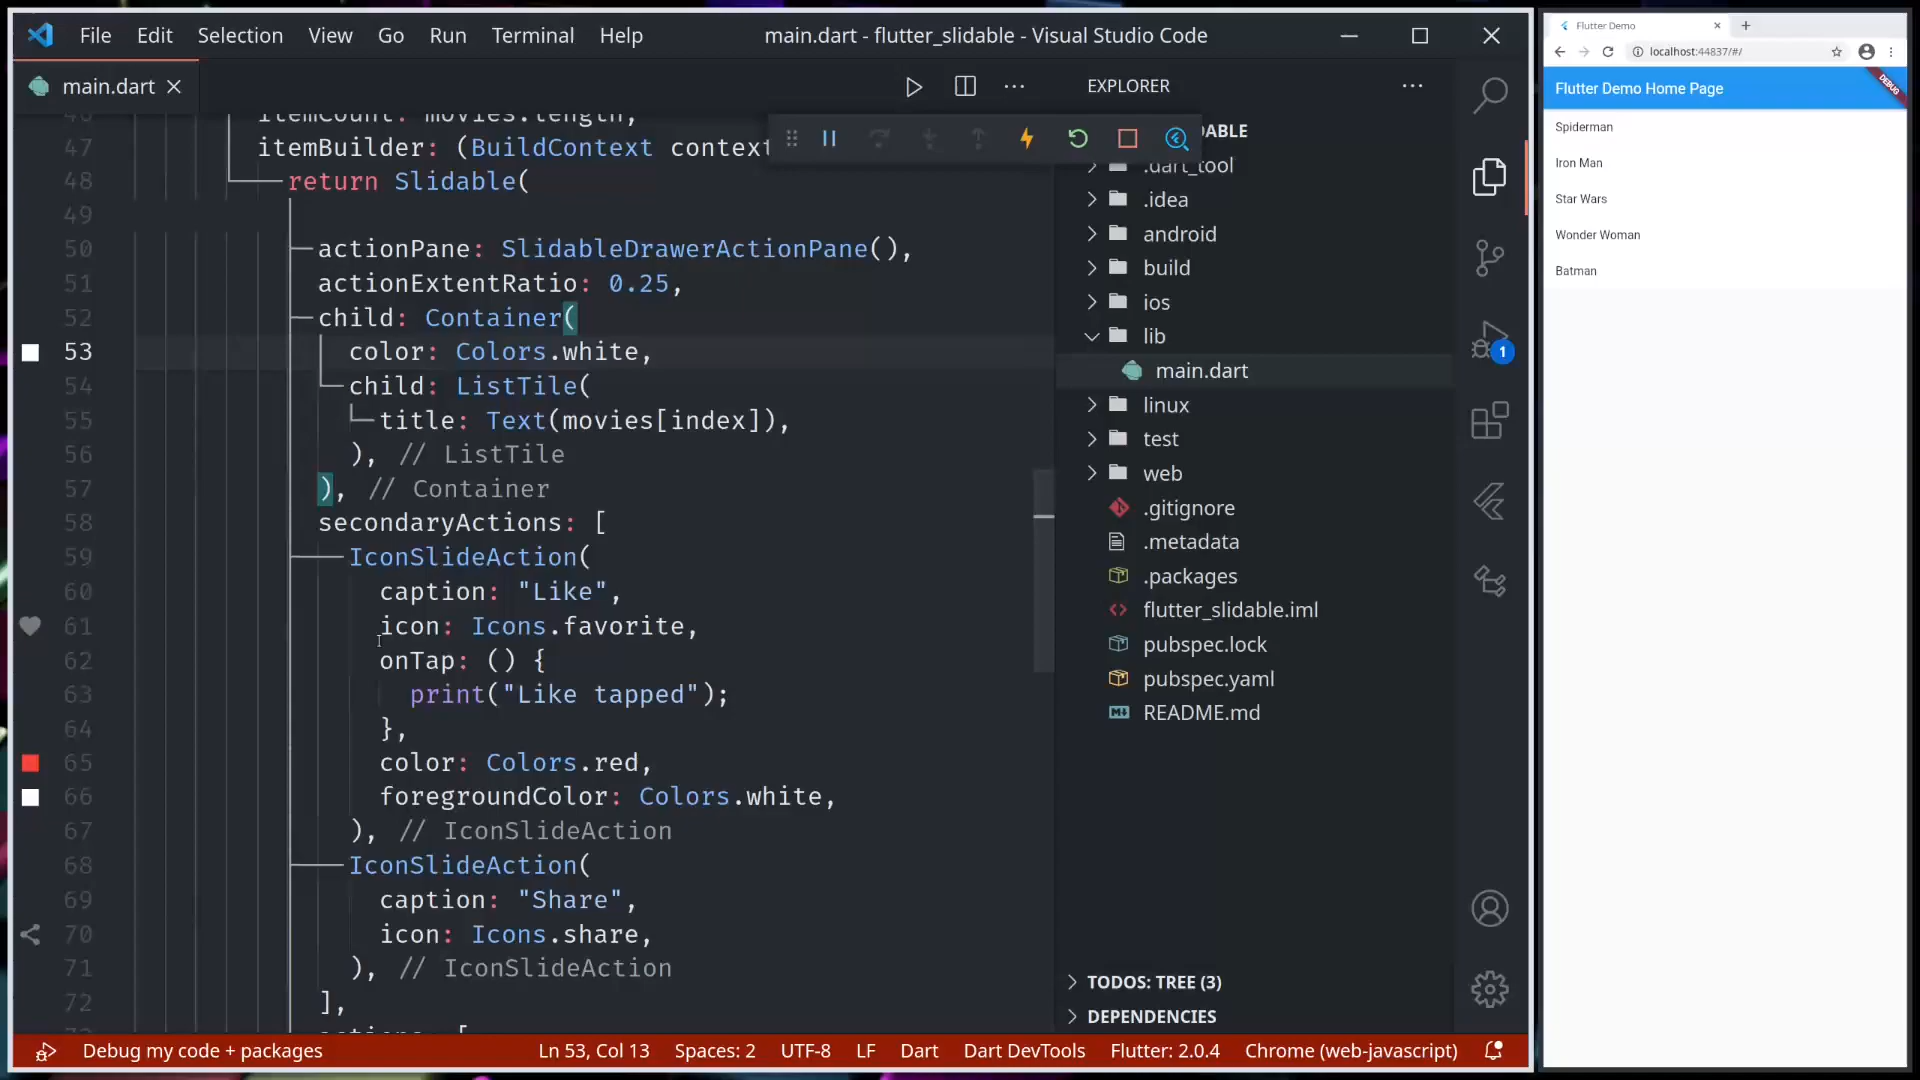 File Edit Selection View Go Run Terminal Help main.dart - flutter_slidable - Visual Studio Code
main.dart
itemCount: movies.length,
47 itemBuilder: (BuildContext context
48 return Slidable(
49
50 actionPane: SlidableDrawerActionPane(),
51 actionExtentRatio: 0.25,
52 child: Container(
53 color: Colors.white,
54 child: ListTile(
55 title: Text(movies[index]),
56 ), // ListTile
57 ), // Container
58 secondaryActions: [
59 IconSlideAction(
60 caption: "Like",
61 icon: Icons.favorite,
62 onTap: () {
63 print("Like tapped");
64 },
65 color: Colors.red,
66 foregroundColor: Colors.white,
67 ), // IconSlideAction
68 IconSlideAction(
69 caption: "Share",
70 icon: Icons.share,
71 ), // IconSlideAction
72 ],
EXPLORER
DABLE
.dart_tool
.idea
android
build
ios
lib
main.dart
linux
test
web
.gitignore
.metadata
.packages
flutter_slidable.iml
pubspec.lock
pubspec.yaml
README.md
TODOS: TREE (3)
DEPENDENCIES
1
Debug my code + packages Ln 53, Col 13 Spaces: 2 UTF-8 LF Dart Dart DevTools Flutter: 2.0.4 Chrome (web-javascript)
Flutter Demo
localhost:44837/#/
Flutter Demo Home Page
DEBUG
Spiderman
Iron Man
Star Wars
Wonder Woman
Batman